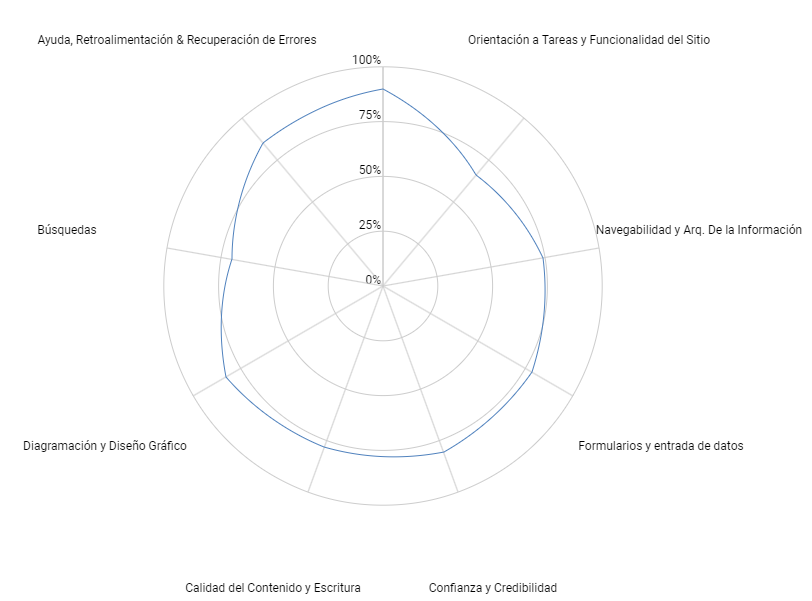 Ayuda, Retroalimentación & Recuperación de Errores
Orientación a Tareas y Funcionalidad del Sitio
100%
75%
50%
25%
0%
Búsquedas
Navegabilidad y Arq. De la Información
Diagramación y Diseño Gráfico
Formularios y entrada de datos
Calidad del Contenido y Escritura
Confianza y Credibilidad